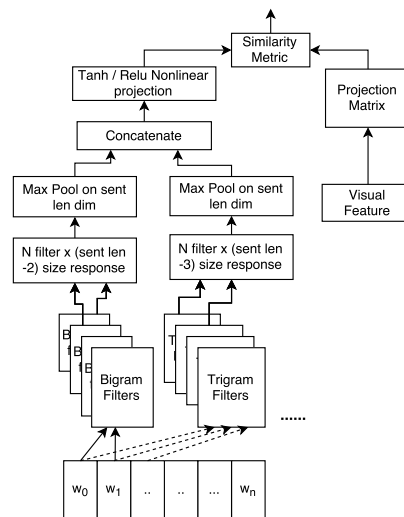 Similarity
Metric
Tanh / Relu Nonlinear
projection
Projection
Matrix
Concatenate
Max Pool on sent
len dim
Max Pool on sent
len dim
Visual
Feature
N filter x (sent len
-2) size response
N filter x (sent len
-3) size response
B
f
B
f
B
f
T
Bigram
Filters
Trigram
Filters
......
w0
w1
..
..
...
wn